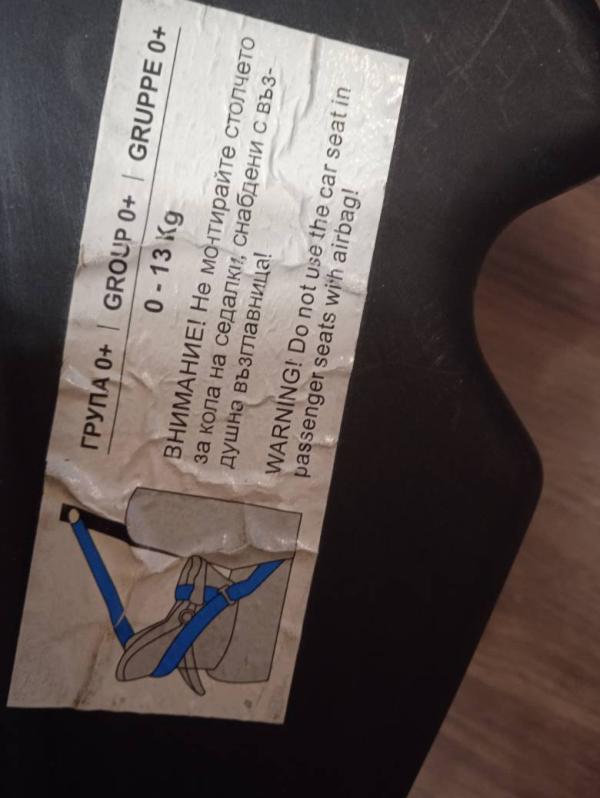 ГРУПА 0+ | GROUP 0+ | GRUPPE 0+
0 - 13 Kg
ВНИМАНИЕ! Не монтирайте столчето
за кола на седалки, снабдени с въз-
душна възглавница!
WARNING! Do not use the car seat in
passenger seats with airbag!